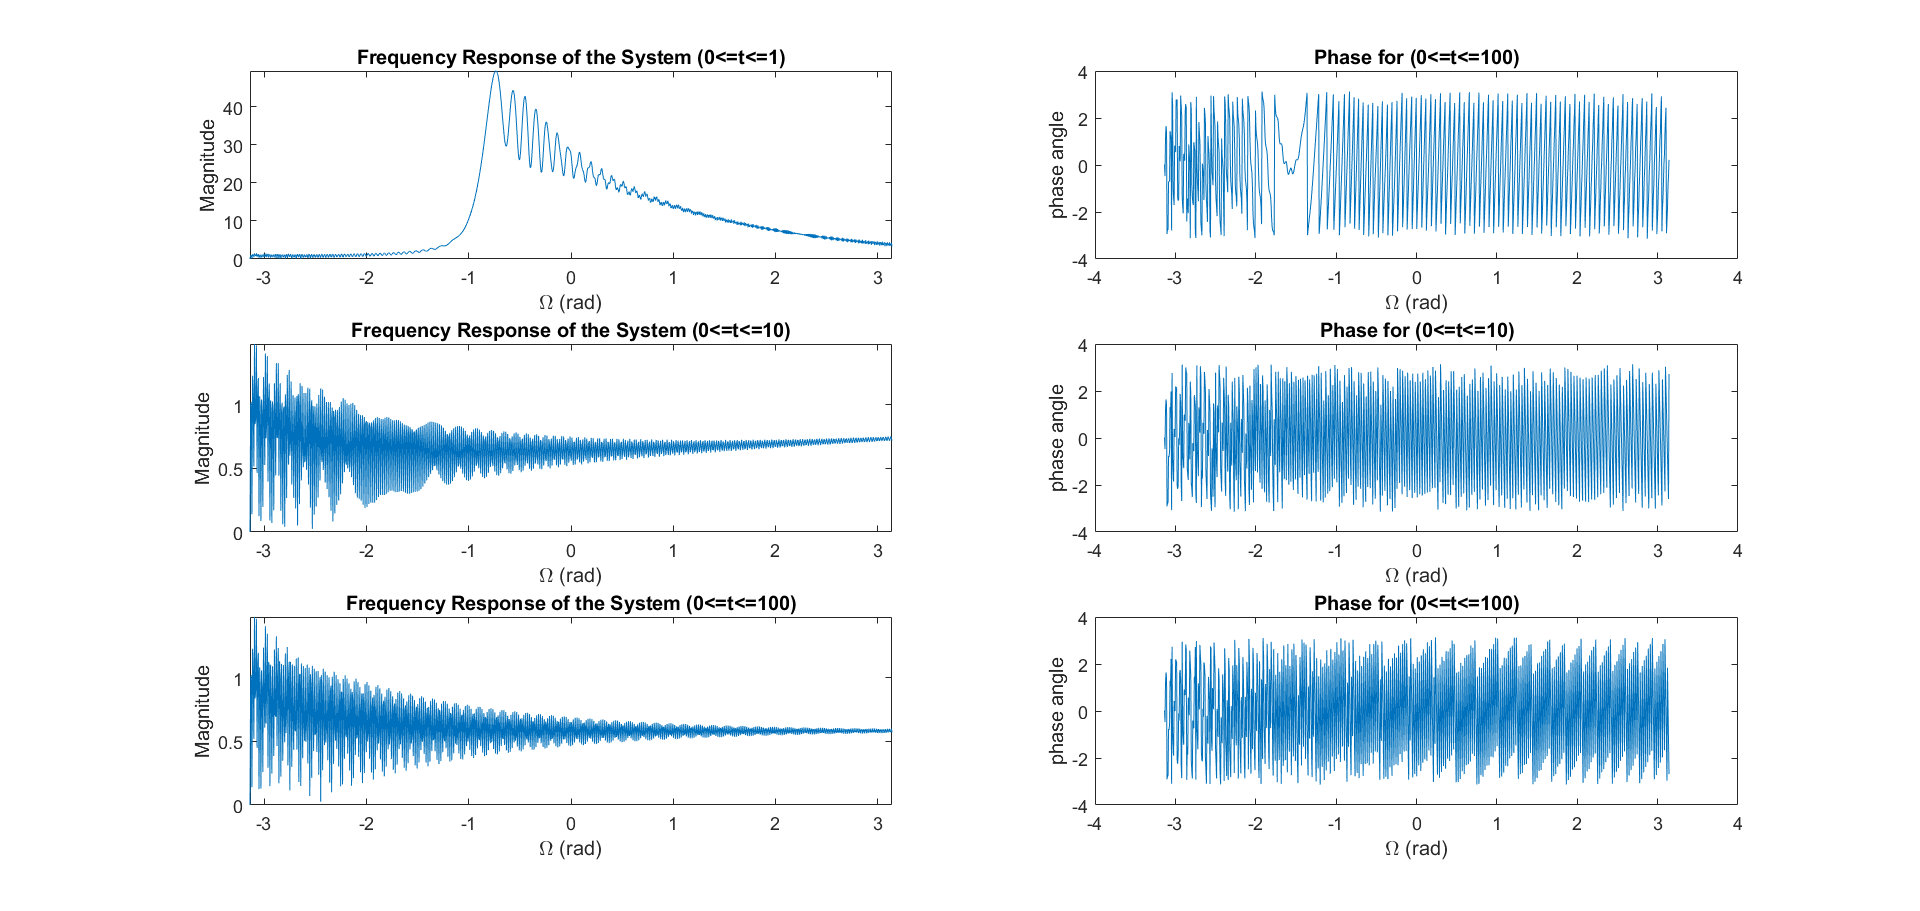 Frequency Response of the System (0<=t<=1)
Magnitude
40
30
20
10
0
-3 -2 -1 0 1 2 3
Ω (rad)
Phase for (0<=t<=100)
phase angle
4
2
0
-2
-4
-4 -3 -2 -1 0 1 2 3 4
Ω (rad)
Frequency Response of the System (0<=t<=10)
Magnitude
1
0.5
0
-3 -2 -1 0 1 2 3
Ω (rad)
Phase for (0<=t<=10)
phase angle
4
2
0
-2
-4
-4 -3 -2 -1 0 1 2 3 4
Ω (rad)
Frequency Response of the System (0<=t<=100)
Magnitude
1
0.5
0
-3 -2 -1 0 1 2 3
Ω (rad)
Phase for (0<=t<=100)
phase angle
4
2
0
-2
-4
-4 -3 -2 -1 0 1 2 3 4
Ω (rad)